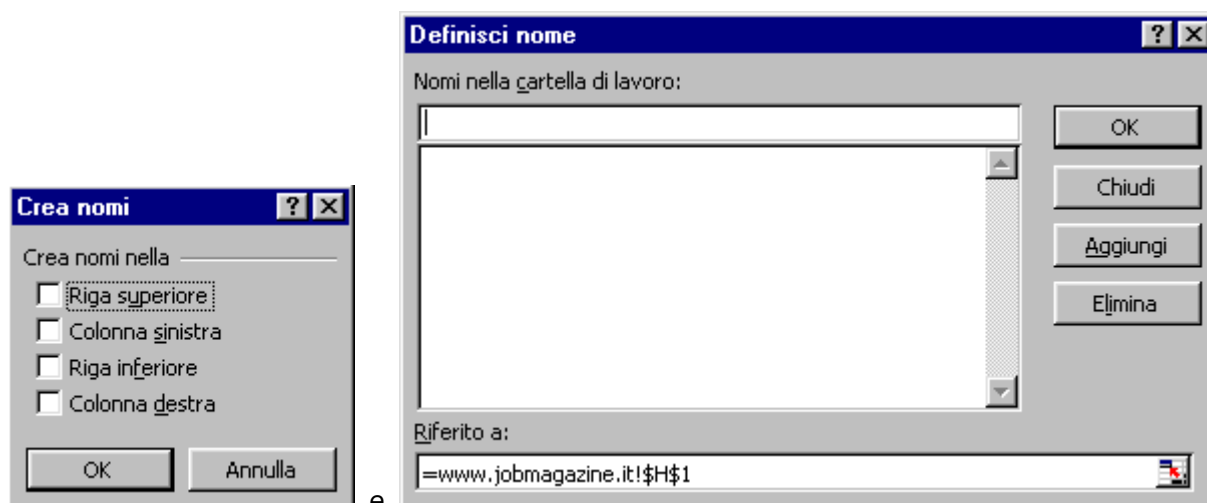 Crea nomi
Crea nomi nella
Riga superiore
Colonna sinistra
Riga inferiore
Colonna destra
OK Annulla
e
Definisci nome
Nomi nella cartella di lavoro:
OK
Chiudi
Aggiungi
Elimina
Riferito a:
=www.jobmagazine.it!$H$1